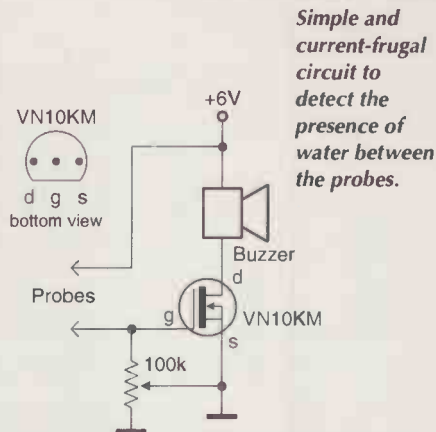 Simple and
current-frugal
circuit to
detect the
presence of
water between
the probes.
+6V
VN10KM
d g s
bottom view
Buzzer
d
Probes
g
VN10KM
s
100k